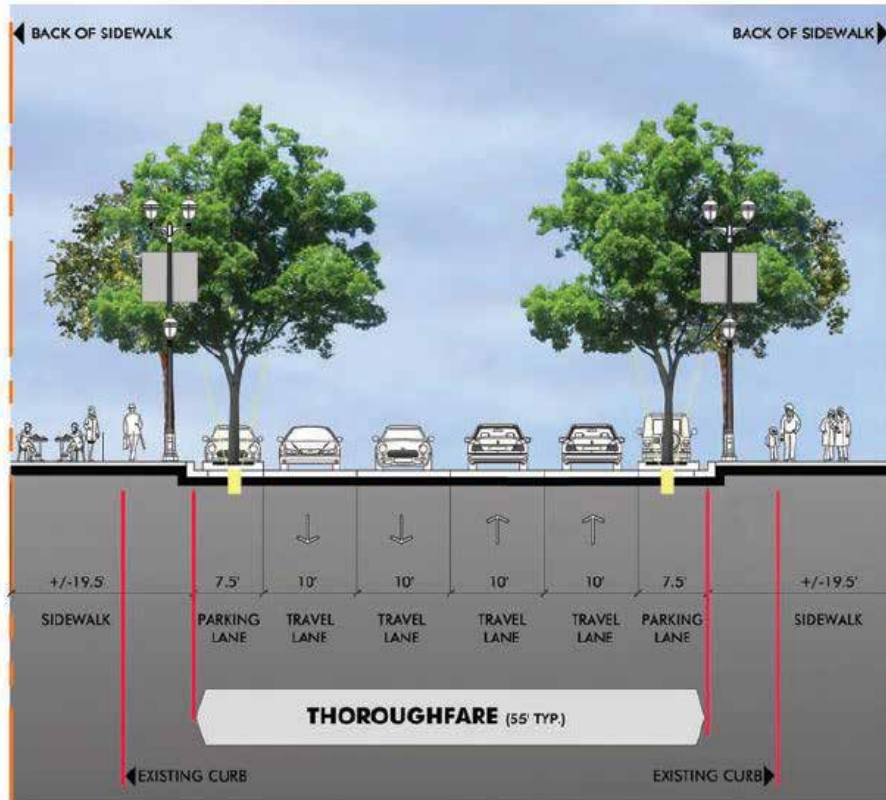 BACK OF SIDEWALK
BACK OF SIDEWALK
+/-19.5' 7.5' 10' 10' 10' 10' 7.5' +/-19.5'
SIDEWALK
PARKING LANE
TRAVEL LANE
TRAVEL LANE
TRAVEL LANE
TRAVEL LANE
PARKING LANE
SIDEWALK
THOROUGHFARE (55' TYP.)
EXISTING CURB
EXISTING CURB